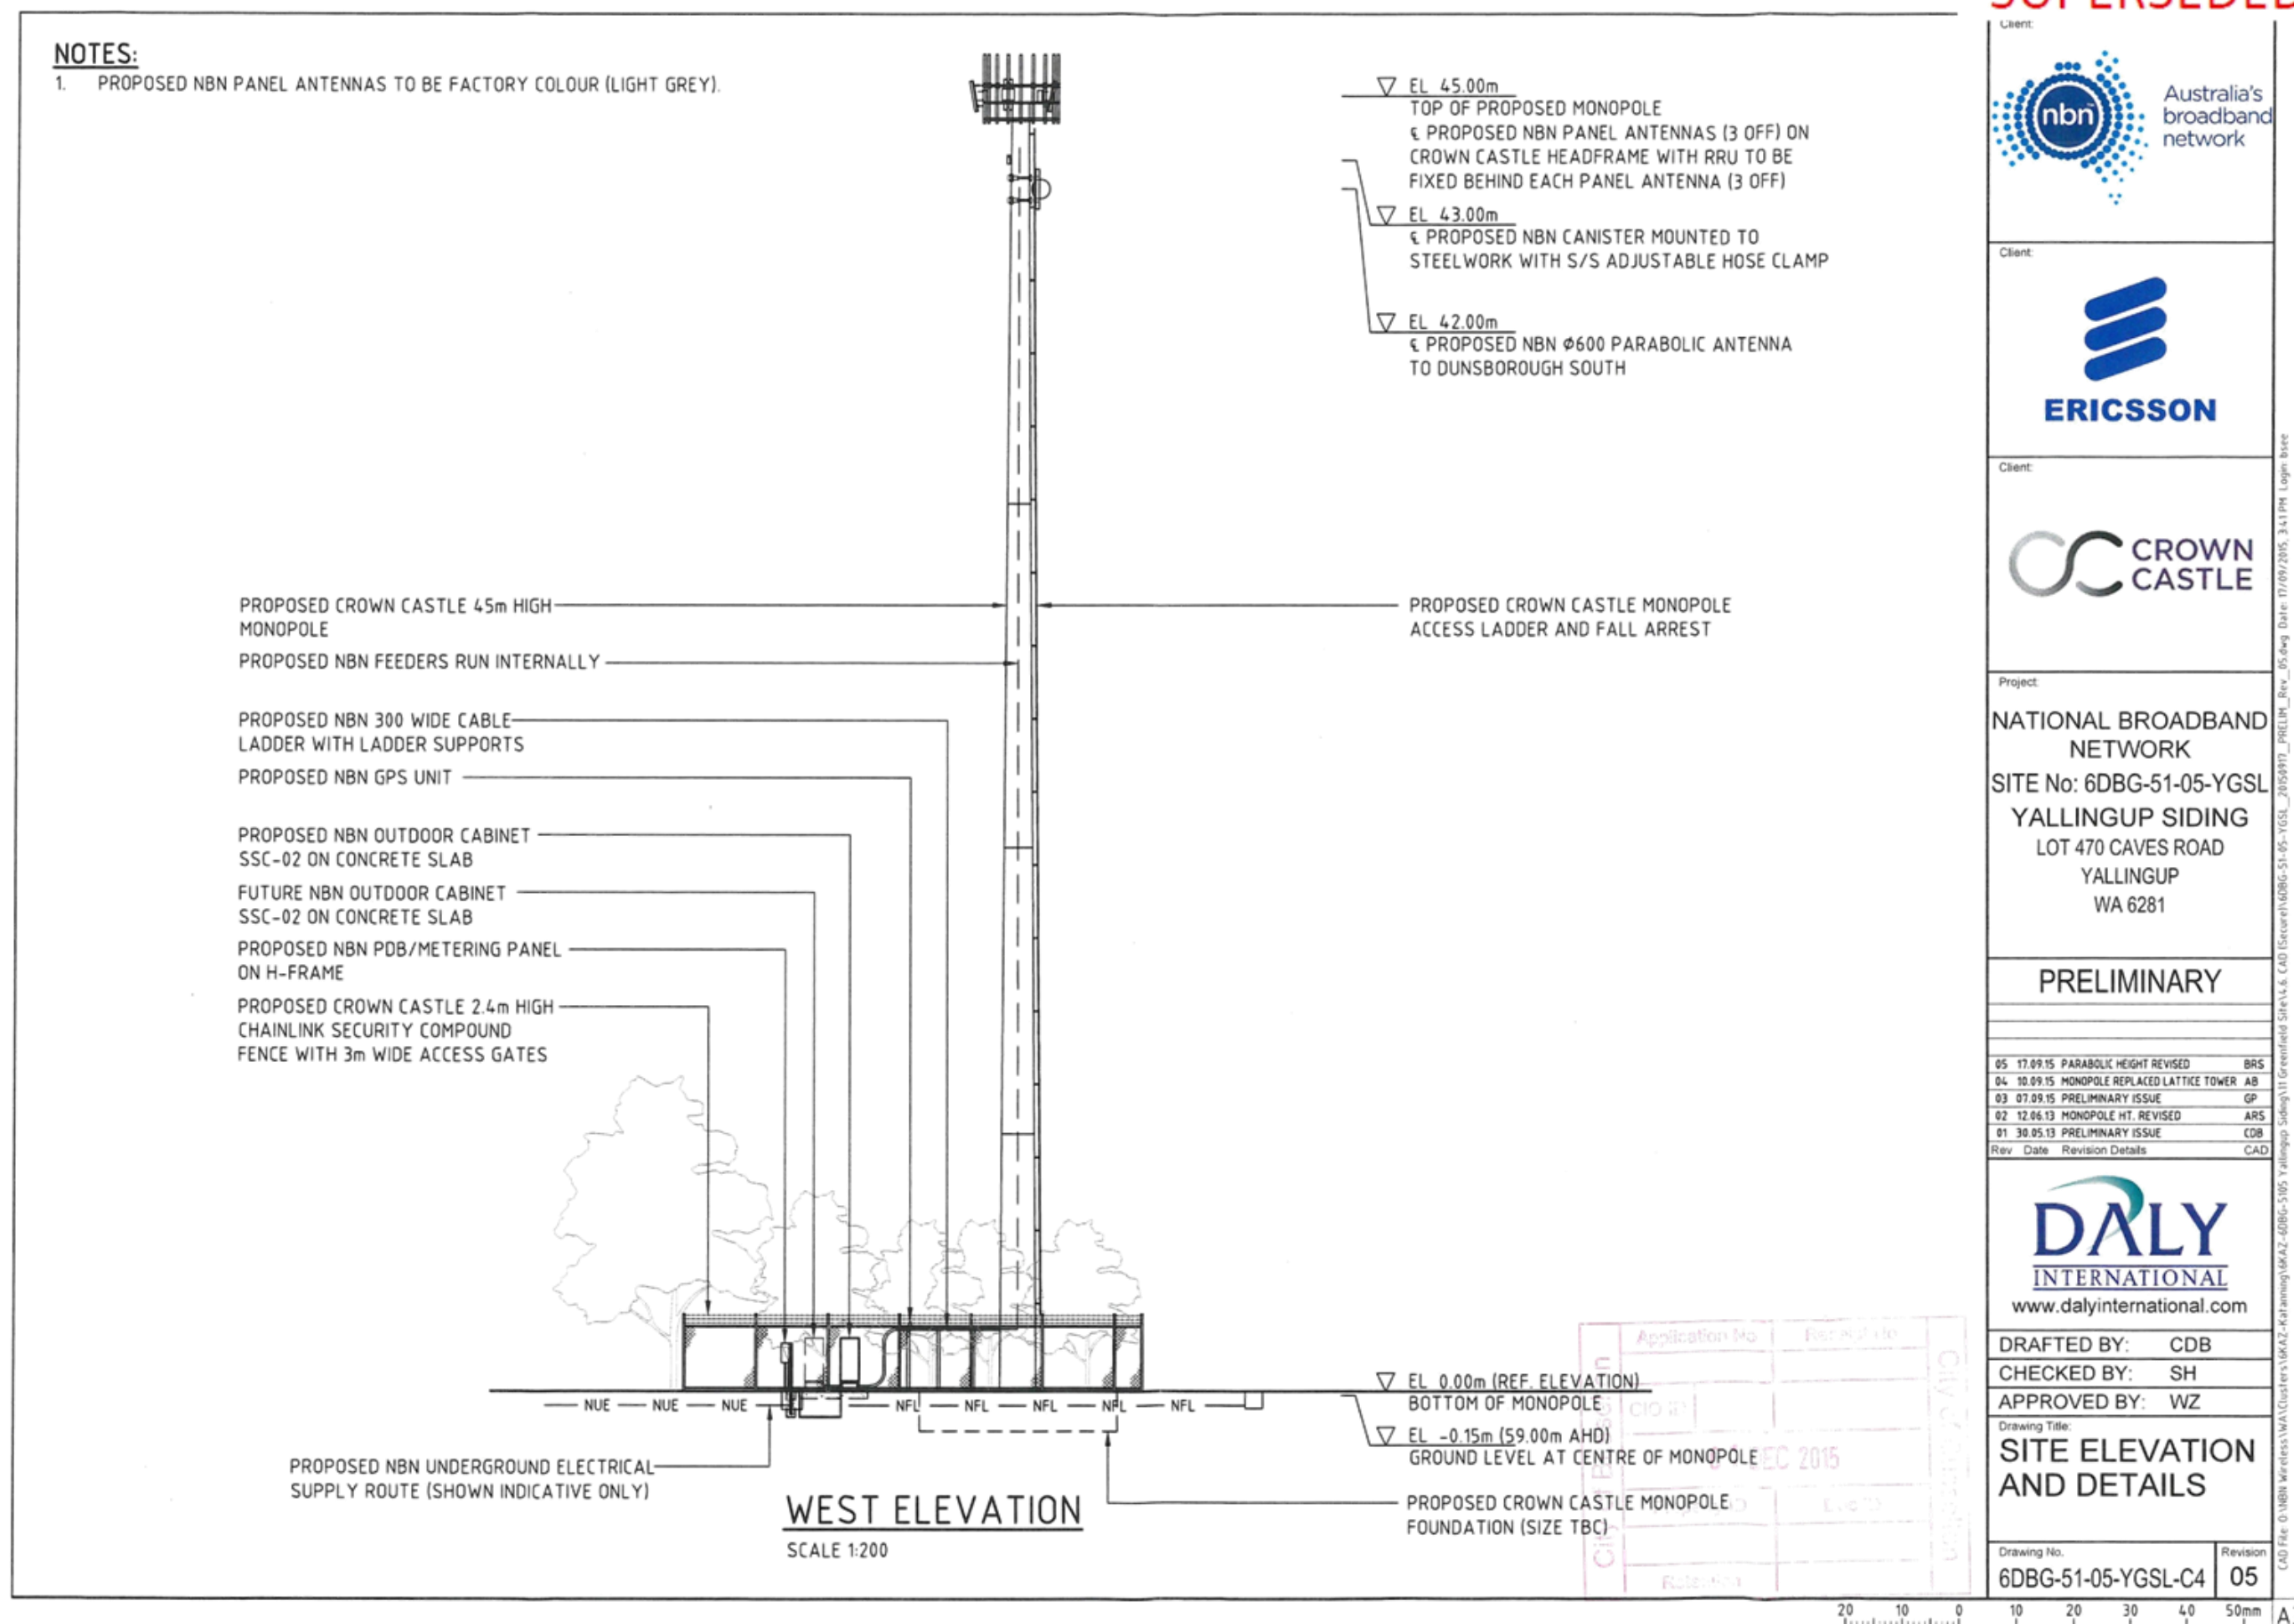 SUPERSEDED
NOTES:
1. PROPOSED NBN PANEL ANTENNAS TO BE FACTORY COLOUR (LIGHT GREY).
EL 45.00m
TOP OF PROPOSED MONOPOLE
℄ PROPOSED NBN PANEL ANTENNAS (3 OFF) ON
CROWN CASTLE HEADFRAME WITH RRU TO BE
FIXED BEHIND EACH PANEL ANTENNA (3 OFF)
EL 43.00m
℄ PROPOSED NBN CANISTER MOUNTED TO
STEELWORK WITH S/S ADJUSTABLE HOSE CLAMP
EL 42.00m
℄ PROPOSED NBN Ø600 PARABOLIC ANTENNA
TO DUNSBOROUGH SOUTH
PROPOSED CROWN CASTLE 45m HIGH
MONOPOLE
PROPOSED NBN FEEDERS RUN INTERNALLY
PROPOSED NBN 300 WIDE CABLE
LADDER WITH LADDER SUPPORTS
PROPOSED NBN GPS UNIT
PROPOSED NBN OUTDOOR CABINET
SSC-02 ON CONCRETE SLAB
FUTURE NBN OUTDOOR CABINET
SSC-02 ON CONCRETE SLAB
PROPOSED NBN PDB/METERING PANEL
ON H-FRAME
PROPOSED CROWN CASTLE 2.4m HIGH
CHAINLINK SECURITY COMPOUND
FENCE WITH 3m WIDE ACCESS GATES
PROPOSED CROWN CASTLE MONOPOLE
ACCESS LADDER AND FALL ARREST
EL 0.00m (REF. ELEVATION)
BOTTOM OF MONOPOLE
EL -0.15m (59.00m AHD)
GROUND LEVEL AT CENTRE OF MONOPOLE
PROPOSED CROWN CASTLE MONOPOLE
FOUNDATION (SIZE TBC)
NUE NUE NUE NFL NFL NFL NFL NFL
PROPOSED NBN UNDERGROUND ELECTRICAL
SUPPLY ROUTE (SHOWN INDICATIVE ONLY)
WEST ELEVATION
SCALE 1:200
Application No
DEC 2015
Client:
nbn
Australia's
broadband
network
Client:
ERICSSON
Client:
CROWN
CASTLE
Project:
NATIONAL BROADBAND
NETWORK
SITE No: 6DBG-51-05-YGSL
YALLINGUP SIDING
LOT 470 CAVES ROAD
YALLINGUP
WA 6281
PRELIMINARY
05 17.09.15 PARABOLIC HEIGHT REVISED BRS
04 10.09.15 MONOPOLE REPLACED LATTICE TOWER AB
03 07.09.15 PRELIMINARY ISSUE GP
02 12.06.13 MONOPOLE HT. REVISED ARS
01 30.05.13 PRELIMINARY ISSUE CDB
Rev Date Revision Details CAD
DALY
INTERNATIONAL
www.dalyinternational.com
DRAFTED BY: CDB
CHECKED BY: SH
APPROVED BY: WZ
Drawing Title:
SITE ELEVATION
AND DETAILS
Drawing No. Revision
6DBG-51-05-YGSL-C4 05
20 10 0 10 20 30 40 50mm